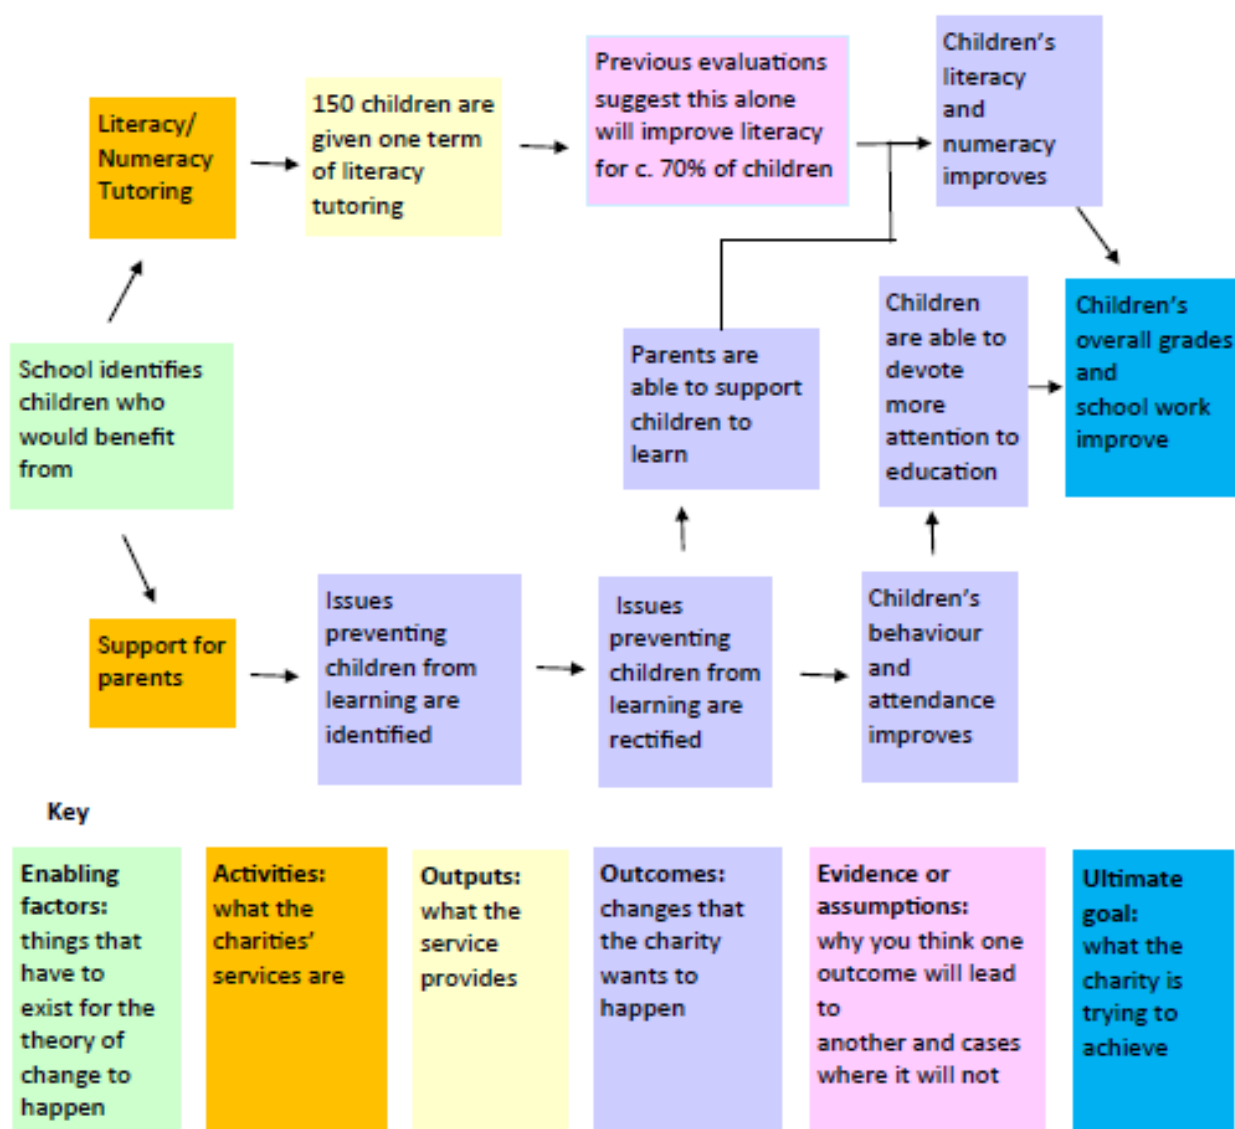 Literacy/
Numeracy
Tutoring
150 children are
given one term
of literacy
tutoring
Previous evaluations
suggest this alone
will improve literacy
for c. 70% of children
Children's
literacy
and
numeracy
improves
School identifies
children who
would benefit
from
Parents are
able to support
children to
learn
Children
are able to
devote
more
attention to
education
Children's
overall grades
and
school work
improve
Support for
parents
Issues
preventing
children from
learning are
identified
Issues
preventing
children from
learning are
rectified
Children's
behaviour
and
attendance
improves
Key
Enabling
factors:
things that
have to
exist for the
theory of
change to
happen
Activities:
what the
charities'
services are
Outputs:
what the
service
provides
Outcomes:
changes that
the charity
wants to
happen
Evidence or
assumptions:
why you think one
outcome will lead
to
another and cases
where it will not
Ultimate
goal:
what the
charity is
trying to
achieve